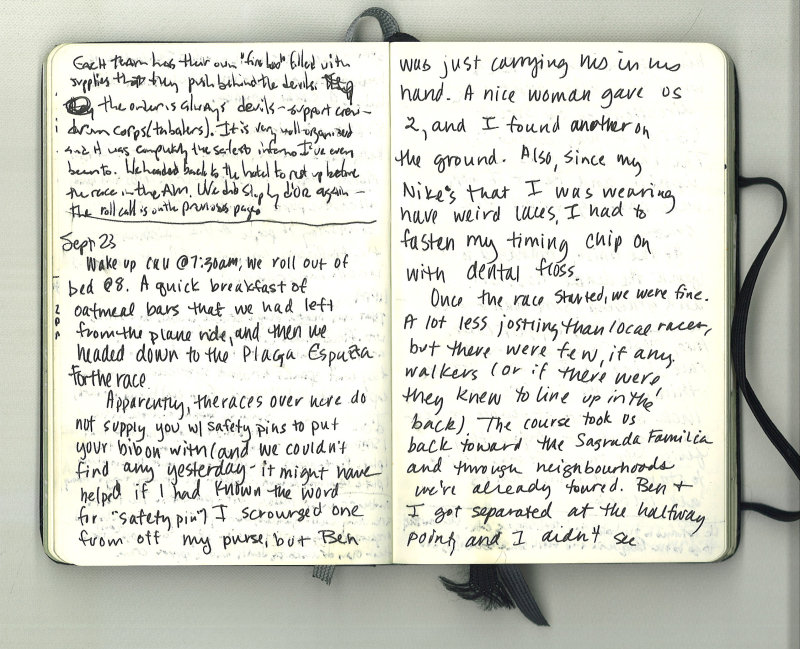 Each team has their own "fire bed" filled with
supplies that they push behind the devils.
the order is always devils - support crew -
drum corps (tabalers). It is very well organized
and it was completely the safest inferno I've ever
been to. We headed back to the hotel to rest up before
the race in the AM. We did stop by d'Or again -
the roll call is on the previous page.
Sept 23
Wake up call @7:30am, we roll out of
bed @8. A quick breakfast of
oatmeal bars that we had left
from the plane ride, and then we
headed down to the Plaça Espuza
for the race
Apparently, the races over here do
not supply you w/ safety pins to put
your bib on with (and we couldn't
find any yesterday - it might have
helped if I had known the word
for "safety pin") I scrounged one
from off my purse, but Ben
was just carrying his in his
hand. A nice woman gave us
2, and I found another on
the ground. Also, since my
Nike's that I was wearing
have weird laces, I had to
fasten my timing chip on
with dental floss.
Once the race started, we were fine.
A lot less jostling than local races,
but there were few, if any
walkers (or if there were
they knew to line up in the
back). The course took us
back toward the Sagrada Familia
and through neighbourhoods
we're already toured. Ben +
I got separated at the halfway
point, and I didn't see